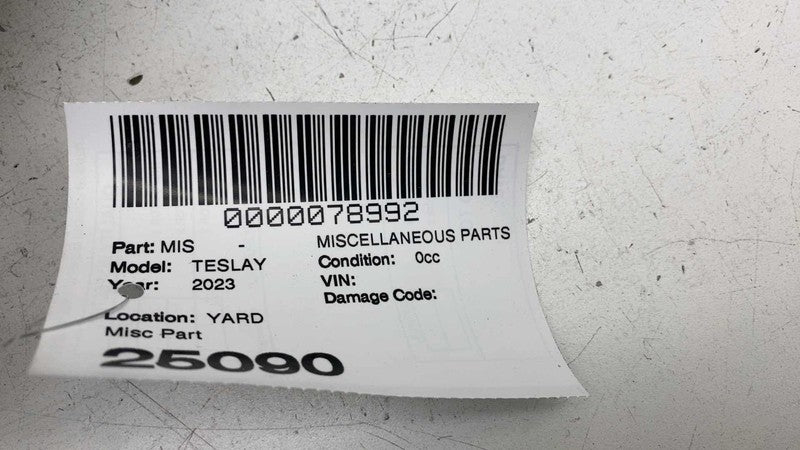 0000078992
Part: MIS - MISCELLANEOUS PARTS
Model: TESLAY Condition: 0cc
Year: 2023 VIN:
Damage Code:
Location: YARD
Misc Part
25090